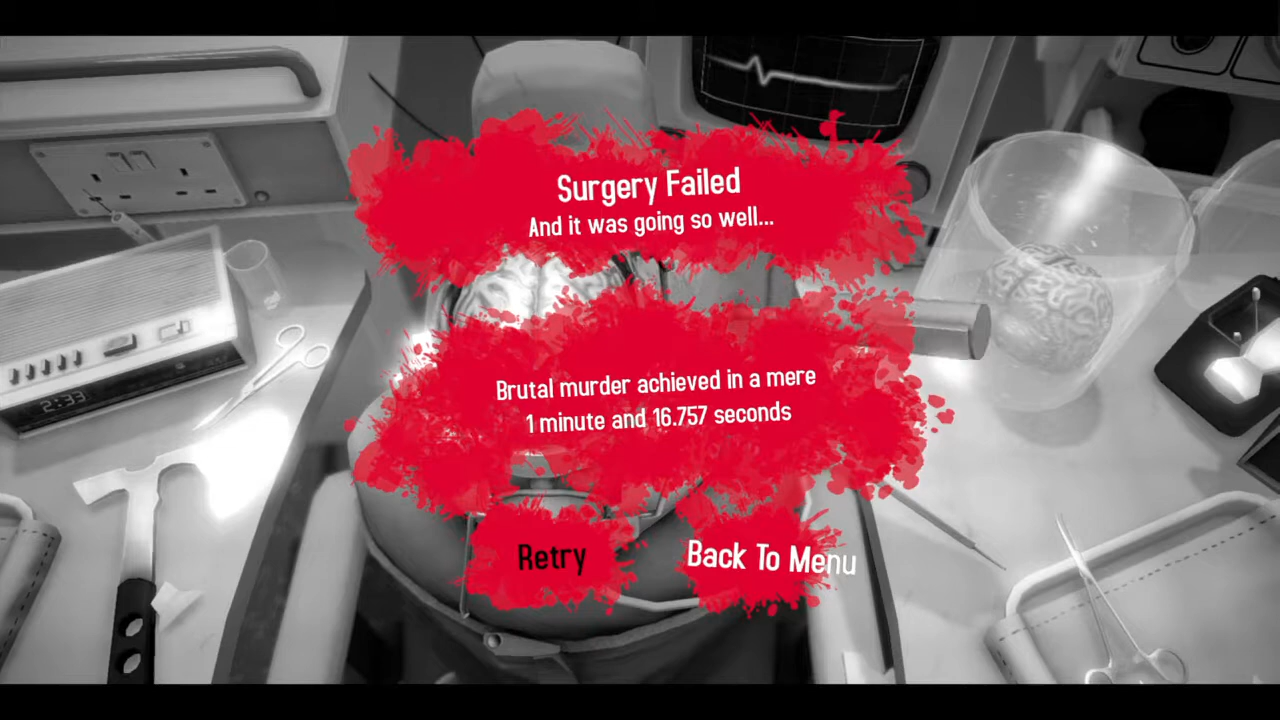 Surgery Failed
And it was going so well...
Brutal murder achieved in a mere
1 minute and 16.757 seconds
Retry
Back To Menu
2:33